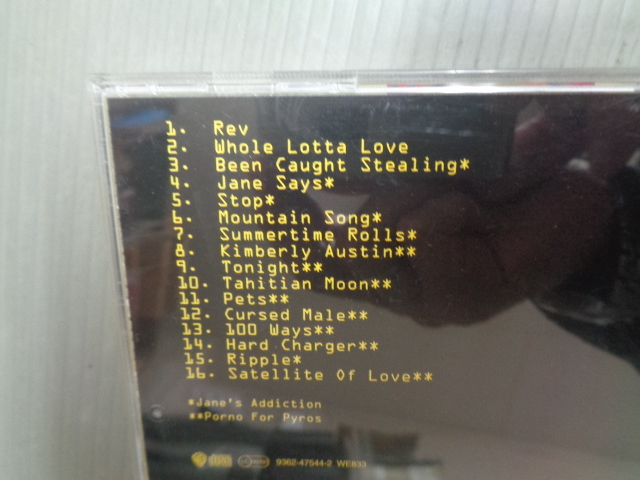 1. Rev
2. Whole Lotta Love
3. Been Caught Stealing*
4. Jane Says*
5. Stop*
6. Mountain Song*
7. Summertime Rolls*
8. Kimberly Austin**
9. Tonight**
10. Tahitian Moon**
11. Pets**
12. Cursed Male**
13. 100 Ways**
14. Hard Charger**
15. Ripple*
16. Satellite Of Love**
*Jane's Addiction
**Porno For Pyros
9362-47544-2 WE833